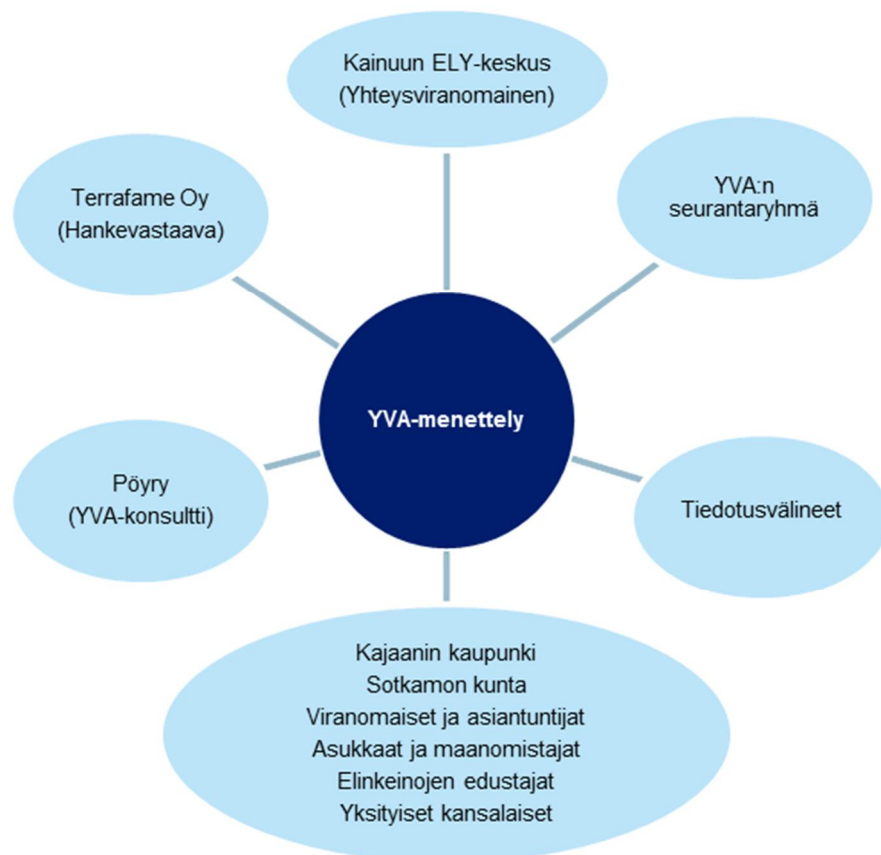 Kainuun ELY-keskus
(Yhteysviranomainen)
Terrafame Oy
(Hankevastaava)
YVA:n
seurantaryhmä
YVA-menettely
Pöyry
(YVA-konsultti)
Tiedotusvälineet
Kajaanin kaupunki
Sotkamon kunta
Viranomaiset ja asiantuntijat
Asukkaat ja maanomistajat
Elinkeinojen edustajat
Yksityiset kansalaiset